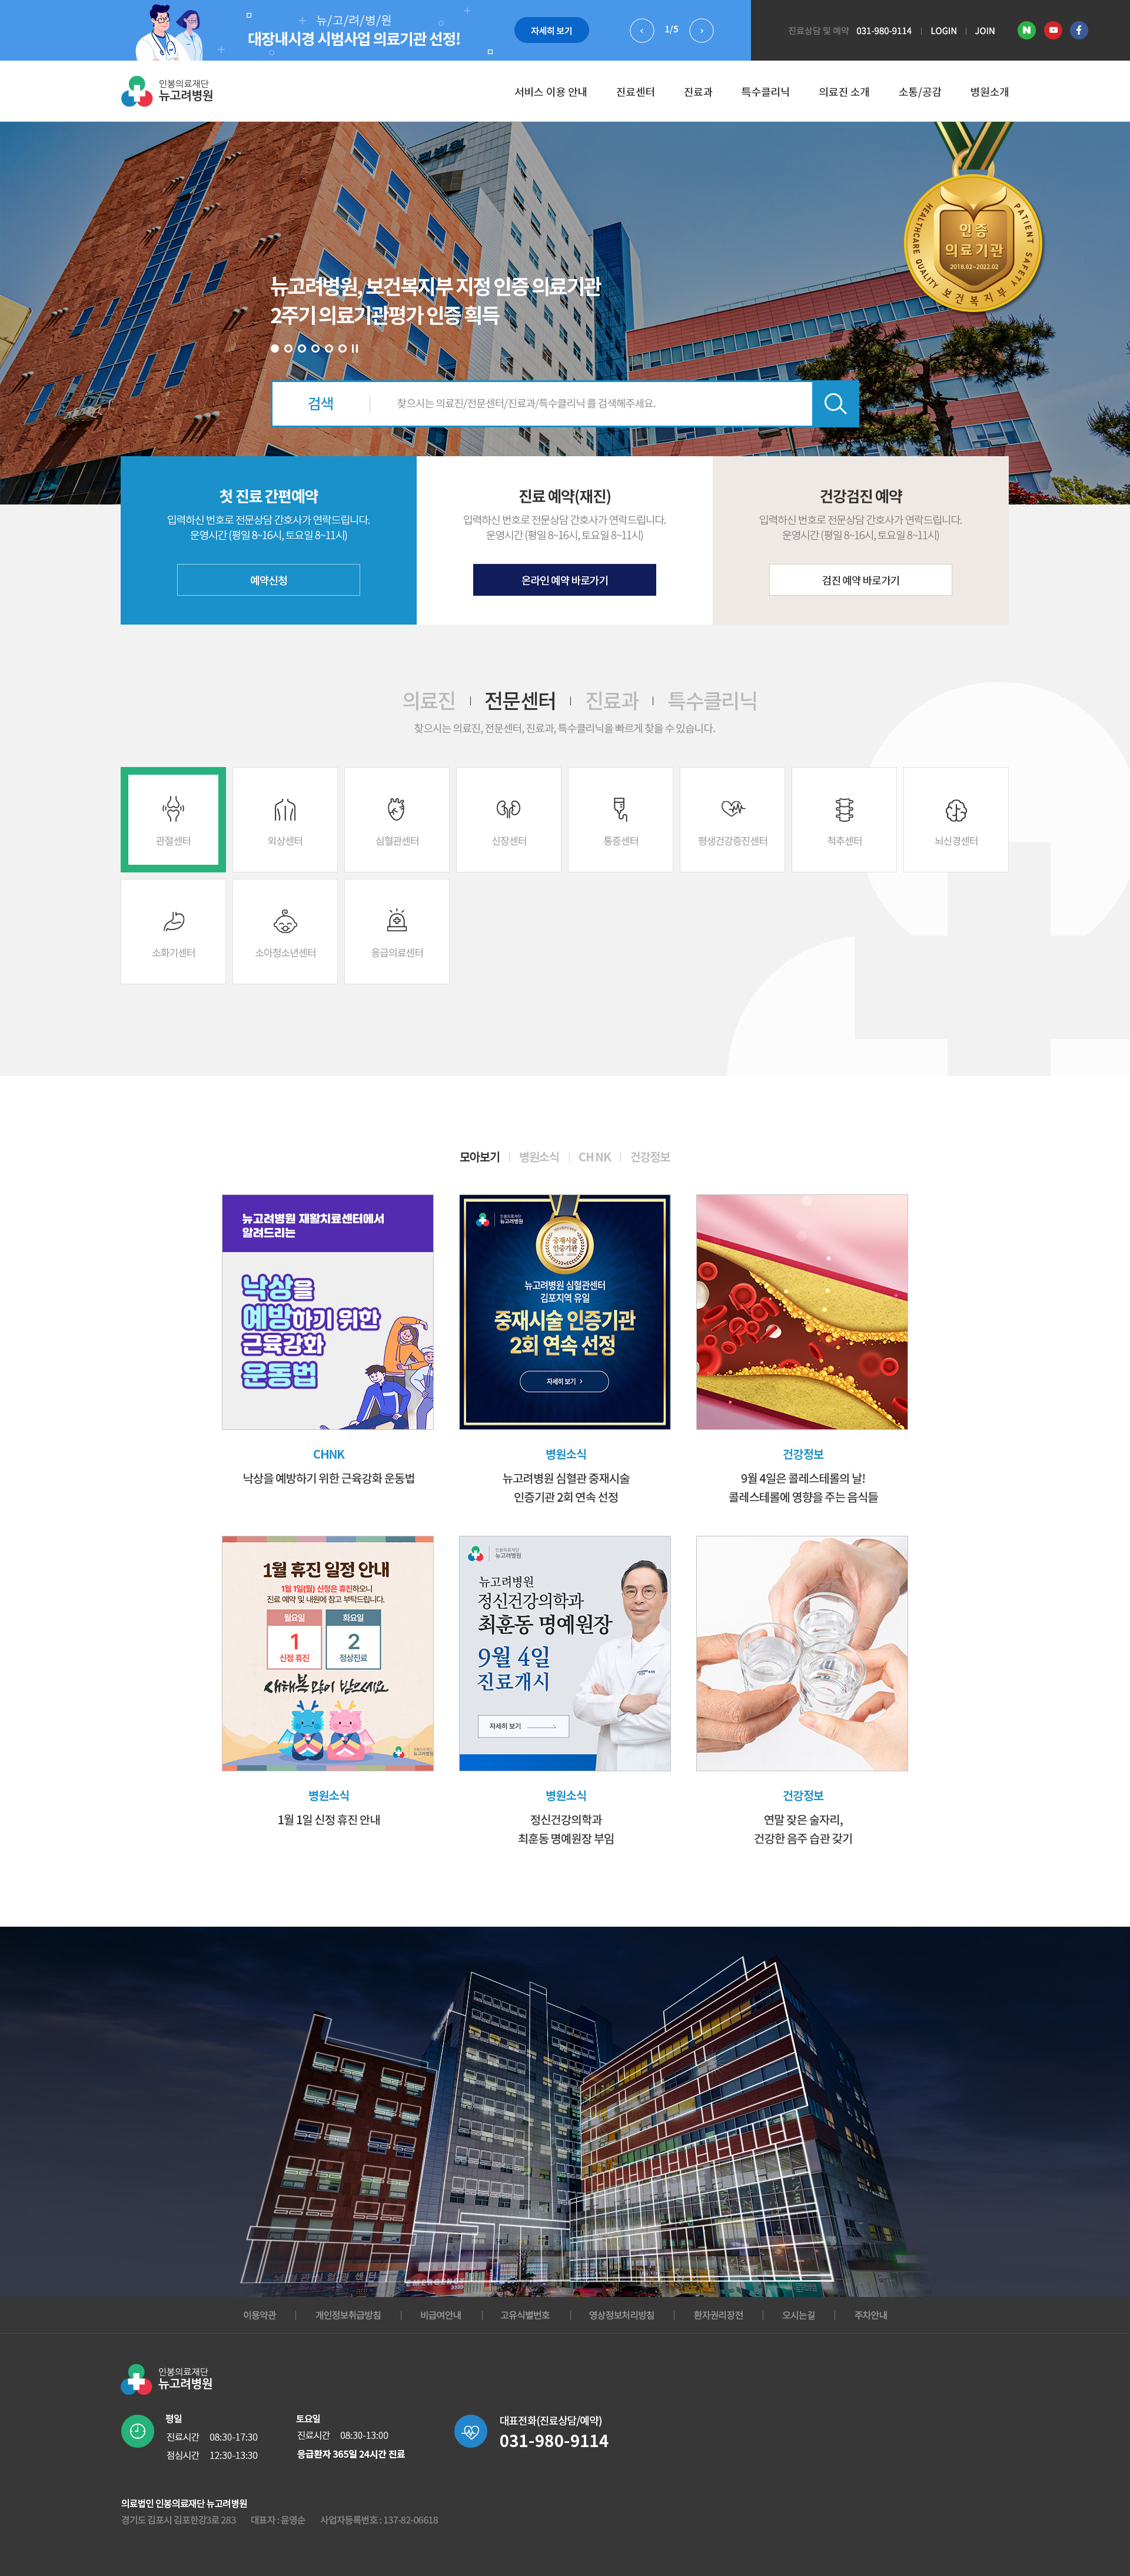 뉴/고/려/병/원
대장내시경 시범사업 의료기관 선정!
자세히 보기
1/5
진료상담 및 예약 031-980-9114 LOGIN JOIN
인봉의료재단
뉴고려병원
서비스 이용 안내 진료센터 진료과 특수클리닉 의료진 소개 소통/공감 병원소개
인증
의료기관
2018.02~2022.02
HEALTHCARE QUALITY PATIENT SAFETY
보건복지부
뉴고려병원, 보건복지부 지정 인증 의료기관
2주기 의료기관평가 인증 획득
검색 찾으시는 의료진/전문센터/진료과/특수클리닉 를 검색해주세요.
첫 진료 간편예약
입력하신 번호로 전문상담 간호사가 연락드립니다.
운영시간 (평일 8~16시, 토요일 8~11시)
예약신청
진료 예약(재진)
입력하신 번호로 전문상담 간호사가 연락드립니다.
운영시간 (평일 8~16시, 토요일 8~11시)
온라인 예약 바로가기
건강검진 예약
입력하신 번호로 전문상담 간호사가 연락드립니다.
운영시간 (평일 8~16시, 토요일 8~11시)
검진 예약 바로가기
의료진 전문센터 진료과 특수클리닉
찾으시는 의료진, 전문센터, 진료과, 특수클리닉을 빠르게 찾을 수 있습니다.
관절센터 외상센터 심혈관센터 신장센터 통증센터 평생건강증진센터 척추센터 뇌신경센터
소화기센터 소아청소년센터 응급의료센터
모아보기 병원소식 CHNK 건강정보
뉴고려병원 재활치료센터에서
알려드리는
낙상을
예방하기 위한
근육강화
운동법
CHNK
낙상을 예방하기 위한 근육강화 운동법
인봉의료재단
뉴고려병원
중재시술
인증기관
뉴고려병원 심혈관센터
김포지역 유일
중재시술 인증기관
2회 연속 선정
자세히 보기
병원소식
뉴고려병원 심혈관 중재시술
인증기관 2회 연속 선정
건강정보
9월 4일은 콜레스테롤의 날!
콜레스테롤에 영향을 주는 음식들
1월 휴진 일정 안내
1월 1일(월) 신정은 휴진하오니
진료 예약 및 내원에 참고 부탁드립니다.
월요일 화요일
1 2
신정 휴진 정상진료
새해 복 많이 받으세요
뉴고려병원
병원소식
1월 1일 신정 휴진 안내
인봉의료재단
뉴고려병원
뉴고려병원
정신건강의학과
최훈동 명예원장
9월 4일
진료개시
자세히 보기
병원소식
정신건강의학과
최훈동 명예원장 부임
건강정보
연말 잦은 술자리,
건강한 음주 습관 갖기
EMERGENCY
이용약관 개인정보취급방침 비급여안내 고유식별번호 영상정보처리방침 환자권리장전 오시는길 주차안내
인봉의료재단
뉴고려병원
평일
진료시간 08:30-17:30
점심시간 12:30-13:30
토요일
진료시간 08:30-13:00
응급환자 365일 24시간 진료
대표전화(진료상담/예약)
031-980-9114
의료법인 인봉의료재단 뉴고려병원
경기도 김포시 김포한강3로 283 대표자 : 윤영순 사업자등록번호 : 137-82-06618